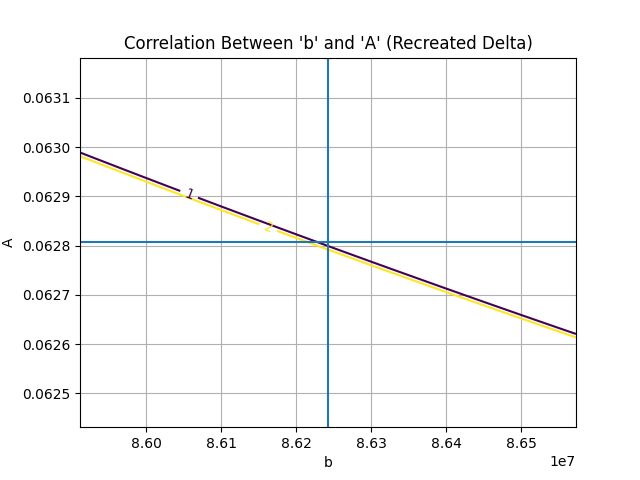 Correlation Between 'b' and 'A' (Recreated Delta)
0.0631
0.0630
0.0629
0.0628
0.0627
0.0626
0.0625
A
1
2
8.60 8.61 8.62 8.63 8.64 8.65
1e7
b